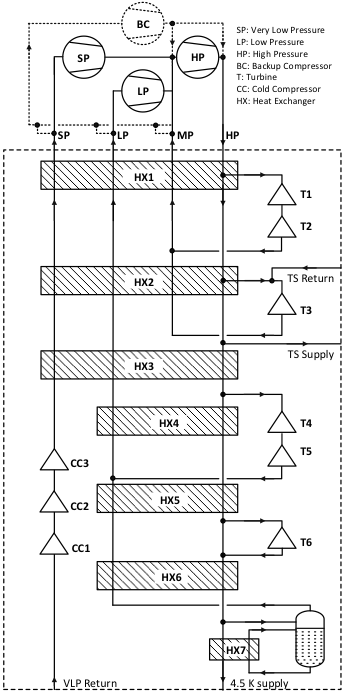 BC
SP: Very Low Pressure
LP: Low Pressure
HP: High Pressure
BC: Backup Compressor
T: Turbine
CC: Cold Compressor
HX: Heat Exchanger
SP
HP
LP
SP
LP
MP
HP
HX1
T1
T2
HX2
TS Return
T3
TS Supply
HX3
HX4
T4
T5
CC3
HX5
CC2
T6
CC1
HX6
HX7
VLP Return
4.5 K supply